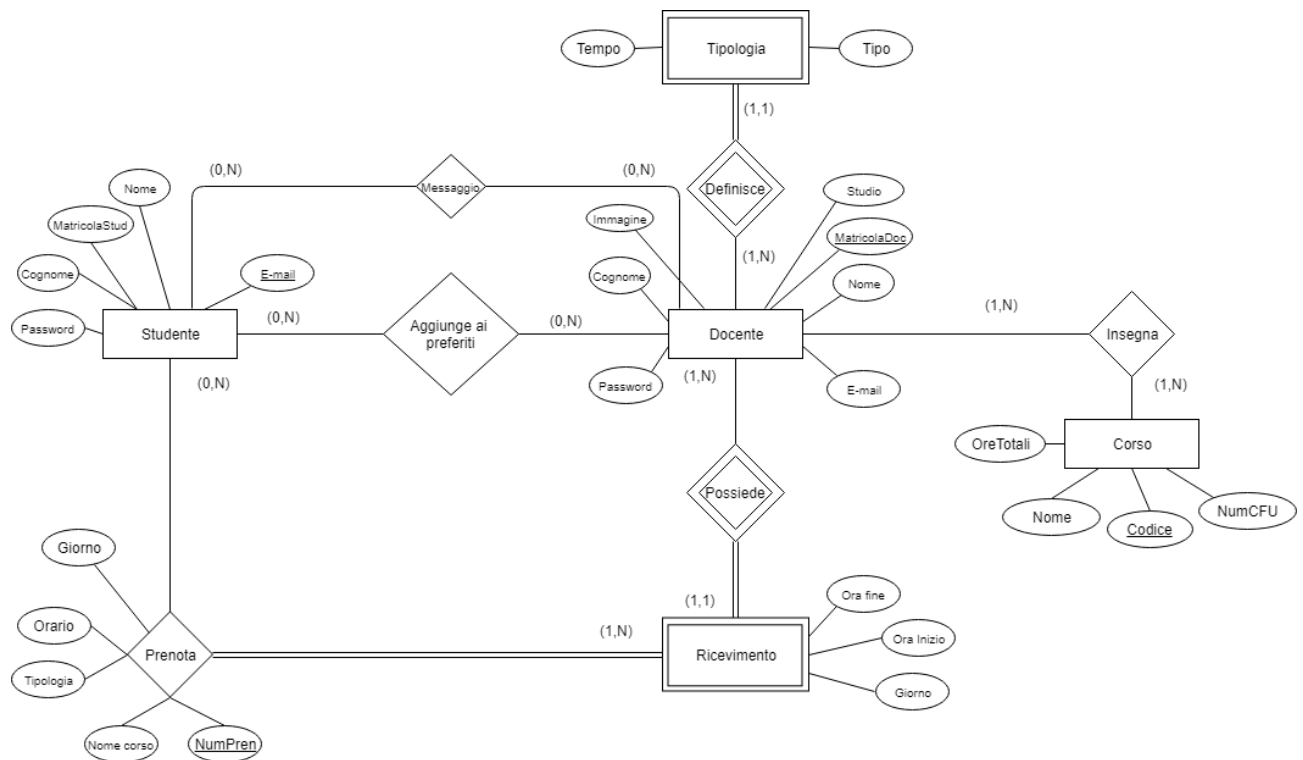 Tempo
Tipologia
Tipo
(1,1)
(0,N)
Messaggio
(0,N)
Definisce
Studio
Nome
Immagine
MatricolaStud
MatricolaDoc
(1,N)
Cognome
E-mail
Cognome
Nome
Password
Studente
(0,N)
Aggiunge ai
preferiti
(0,N)
Docente
(1,N)
Insegna
(0,N)
(1,N)
Password
E-mail
(1,N)
OreTotali
Corso
Possiede
Nome
Codice
NumCFU
Giorno
(1,1)
Ora fine
Orario
(1,N)
Ora Inizio
Prenota
Ricevimento
Tipologia
Giorno
Nome corso
NumPren